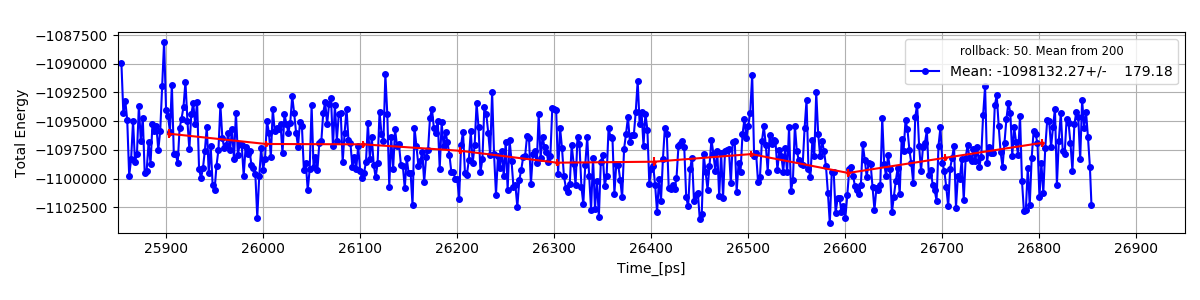 −1087500
−1090000
−1092500
−1095000
−1097500
−1100000
−1102500
Total Energy
rollback: 50. Mean from 200
Mean: -1098132.27+/-    179.18
25900 26000 26100 26200 26300 26400 26500 26600 26700 26800 26900
Time_[ps]